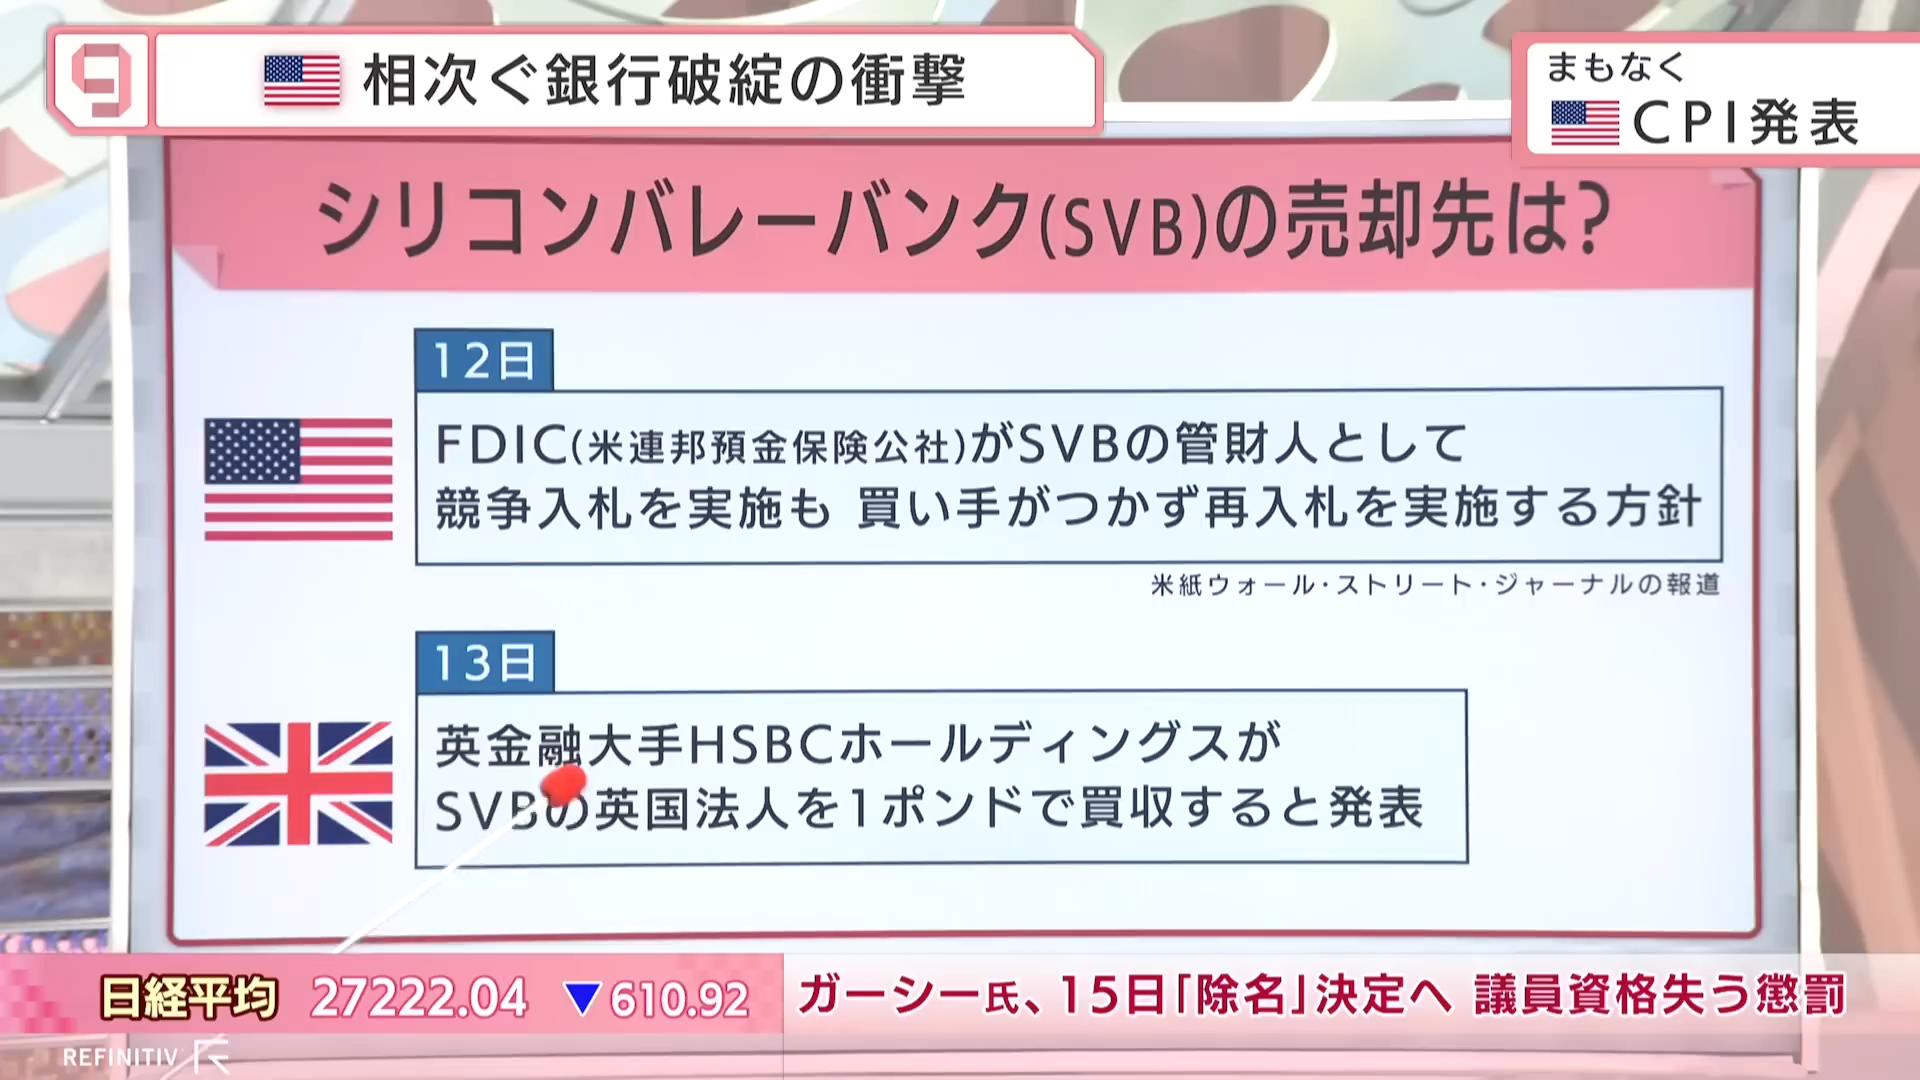 9
相次ぐ銀行破綻の衝撃
まもなく
CPI発表
シリコンバレーバンク(SVB)の売却先は?
12日
FDIC(米連邦預金保険公社)がSVBの管財人として
競争入札を実施も 買い手がつかず再入札を実施する方針
米紙ウォール・ストリート・ジャーナルの報道
13日
英金融大手HSBCホールディングスが
SVBの英国法人を1ポンドで買収すると発表
日経平均 27222.04 ▼610.92
ガーシー氏、15日「除名」決定へ 議員資格失う懲罰
REFINITIV